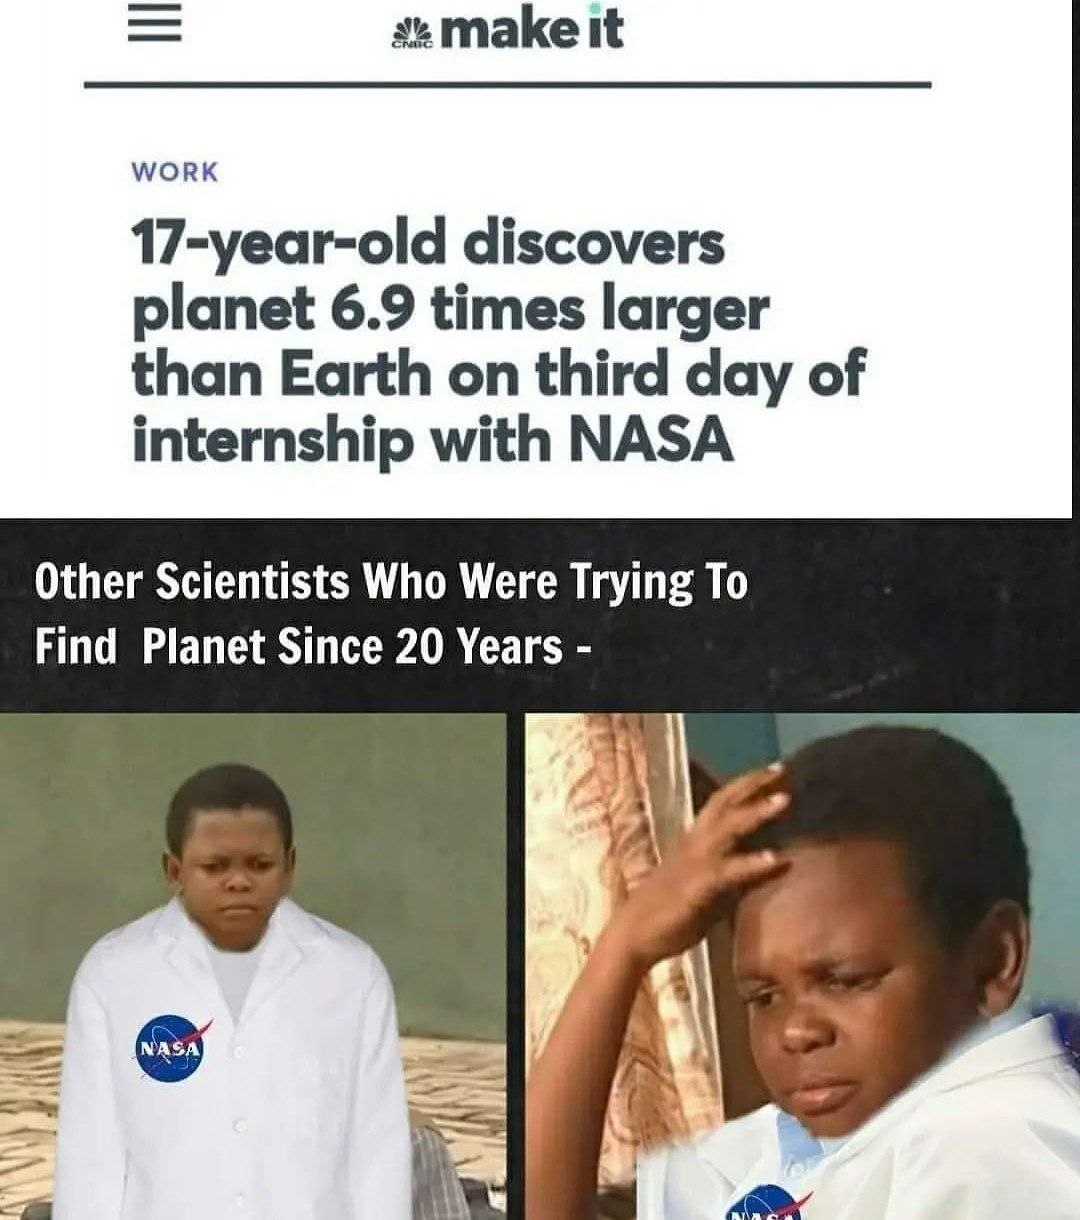 CNBC make it
WORK
17-year-old discovers
planet 6.9 times larger
than Earth on third day of
internship with NASA
Other Scientists Who Were Trying To
Find Planet Since 20 Years -
NASA
NASA